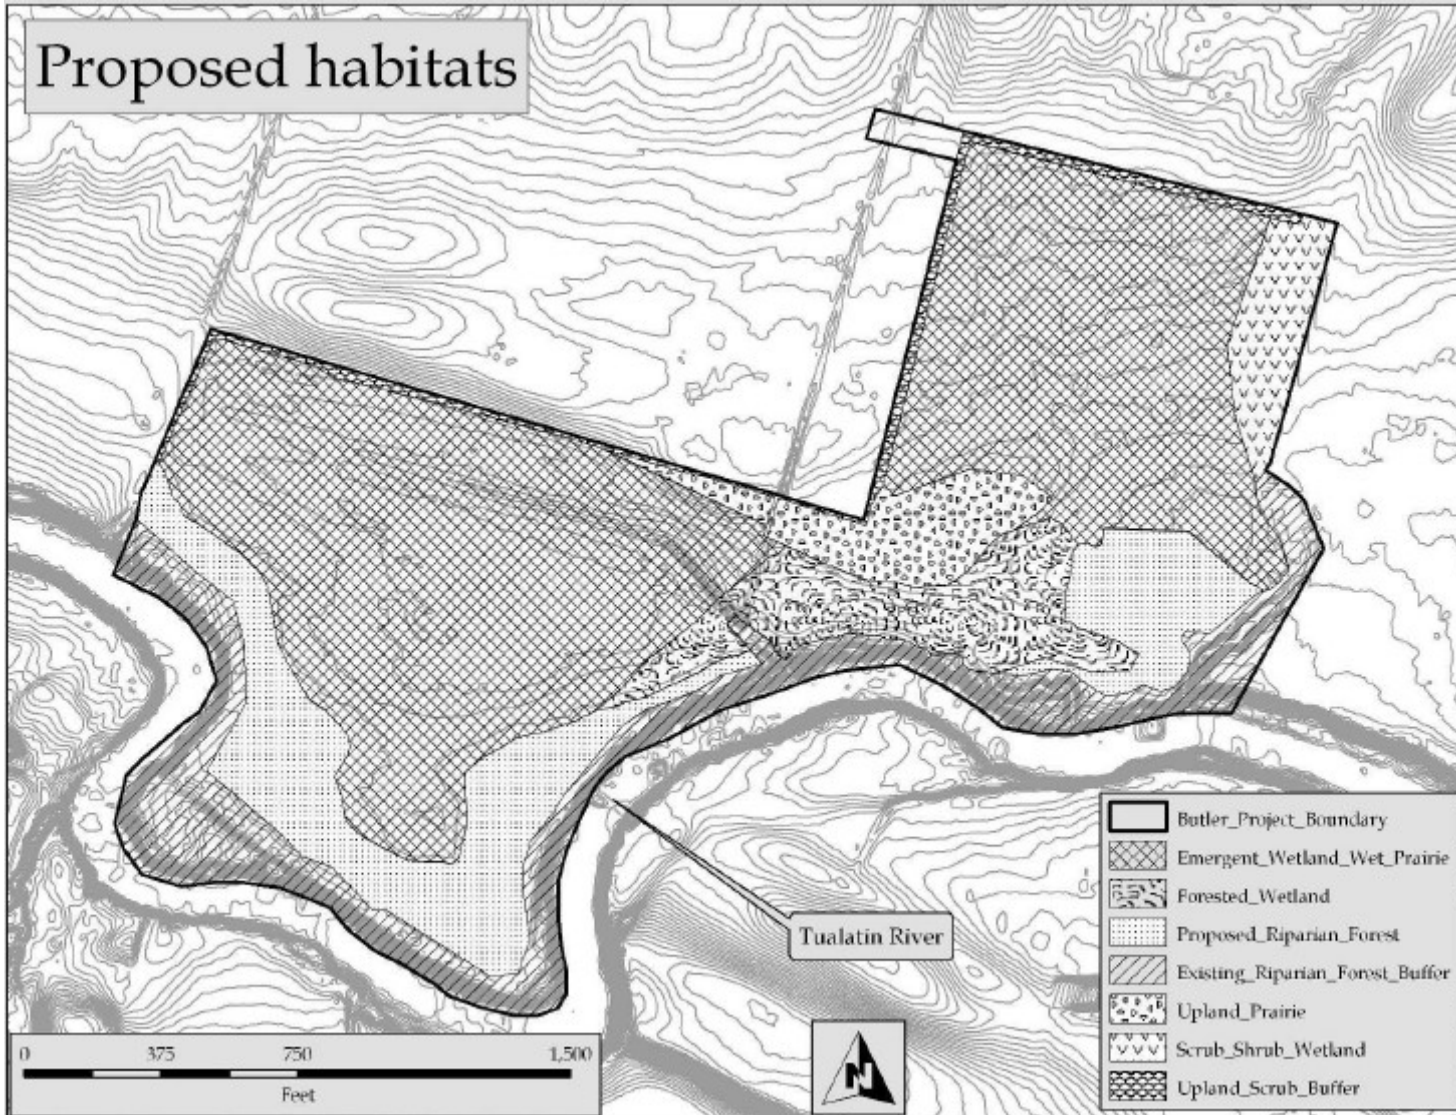 Proposed habitats
Tualatin River
0 375 750 1,500
Feet
N
Butler_Project_Boundary
Emergent_Wetland_Wet_Prairie
Forested_Wetland
Proposed_Riparian_Forest
Existing_Riparian_Forest_Buffer
Upland_Prairie
Scrub_Shrub_Wetland
Upland_Scrub_Buffer